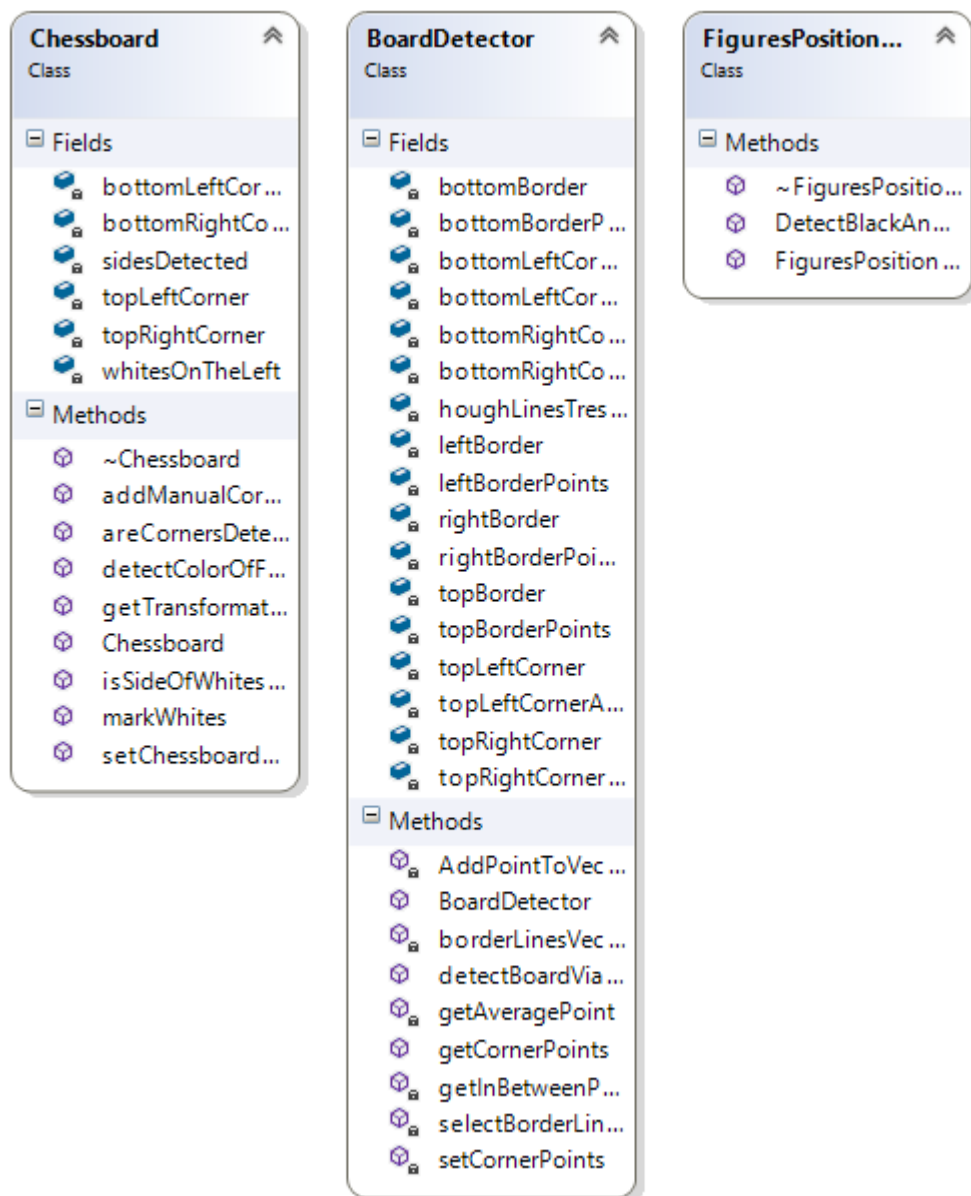 Chessboard
Class
Fields
bottomLeftCor...
bottomRightCo...
sidesDetected
topLeftCorner
topRightCorner
whitesOnTheLeft
Methods
~Chessboard
addManualCor...
areCornersDete...
detectColorOfF...
getTransformat...
Chessboard
isSideOfWhites...
markWhites
setChessboard...
BoardDetector
Class
Fields
bottomBorder
bottomBorderP...
bottomLeftCor...
bottomLeftCor...
bottomRightCo...
bottomRightCo...
houghLinesTres...
leftBorder
leftBorderPoints
rightBorder
rightBorderPoi...
topBorder
topBorderPoints
topLeftCorner
topLeftCornerA...
topRightCorner
topRightCorner...
Methods
AddPointToVec...
BoardDetector
borderLinesVec...
detectBoardVia...
getAveragePoint
getCornerPoints
getInBetweenP...
selectBorderLin...
setCornerPoints
FiguresPosition...
Class
Methods
~FiguresPositio...
DetectBlackAn...
FiguresPosition...